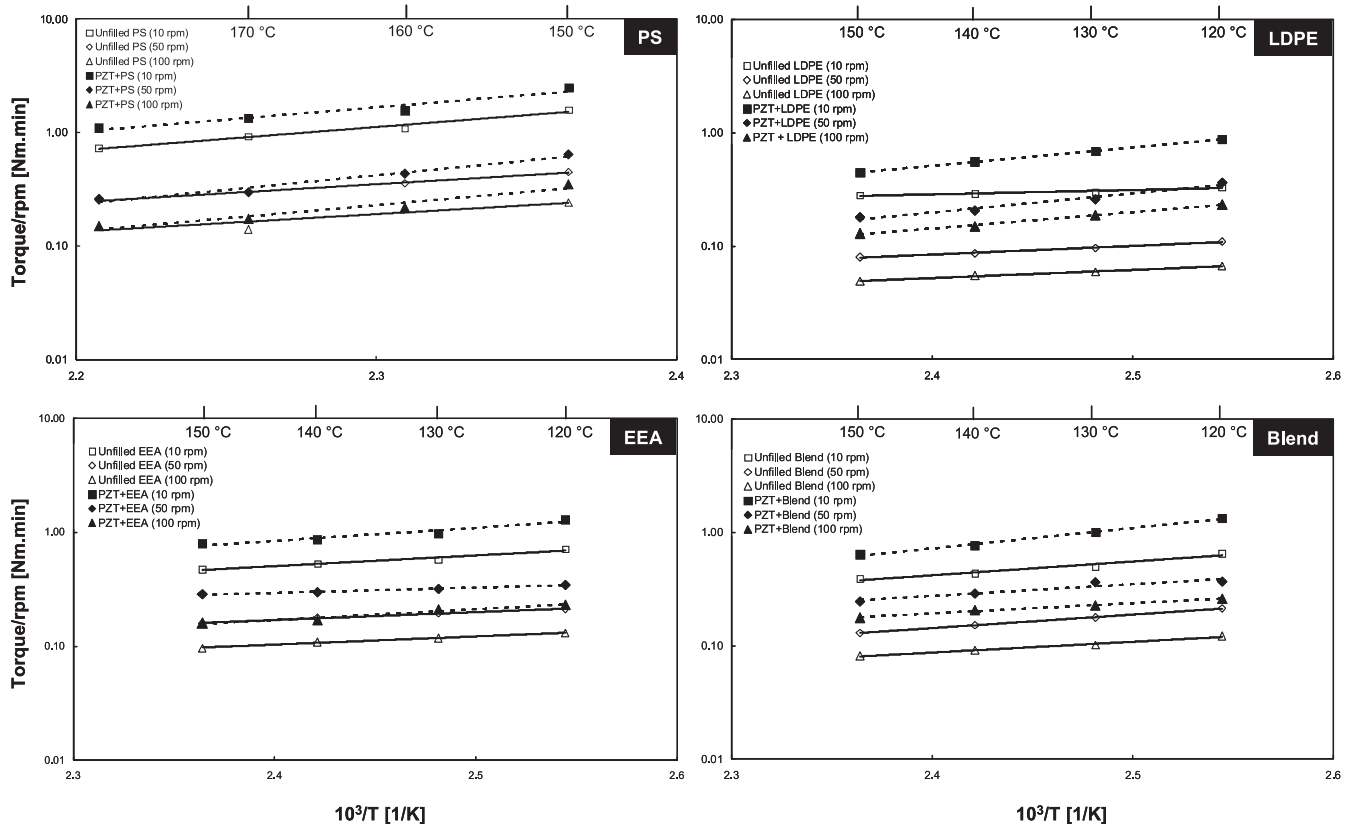 10.00
170 °C
160 °C
150 °C
PS
Unfilled PS (10 rpm)
Unfilled PS (50 rpm)
Unfilled PS (100 rpm)
PZT+PS (10 rpm)
PZT+PS (50 rpm)
PZT+PS (100 rpm)
1.00
0.10
0.01
Torque/rpm [Nm.min]
2.2
2.3
2.4
10.00
150 °C
140 °C
130 °C
120 °C
LDPE
Unfilled LDPE (10 rpm)
Unfilled LDPE (50 rpm)
Unfilled LDPE (100 rpm)
PZT+LDPE (10 rpm)
PZT+LDPE (50 rpm)
PZT + LDPE (100 rpm)
1.00
0.10
0.01
2.3
2.4
2.5
2.6
10.00
150 °C
140 °C
130 °C
120 °C
EEA
Unfilled EEA (10 rpm)
Unfilled EEA (50 rpm)
Unfilled EEA (100 rpm)
PZT+EEA (10 rpm)
PZT+EEA (50 rpm)
PZT+EEA (100 rpm)
1.00
0.10
0.01
Torque/rpm [Nm.min]
2.3
2.4
2.5
2.6
10³/T [1/K]
10.00
150 °C
140 °C
130 °C
120 °C
Blend
Unfilled Blend (10 rpm)
Unfilled Blend (50 rpm)
Unfilled Blend (100 rpm)
PZT+Blend (10 rpm)
PZT+Blend (50 rpm)
PZT+Blend (100 rpm)
1.00
0.10
0.01
2.3
2.4
2.5
2.6
10³/T [1/K]